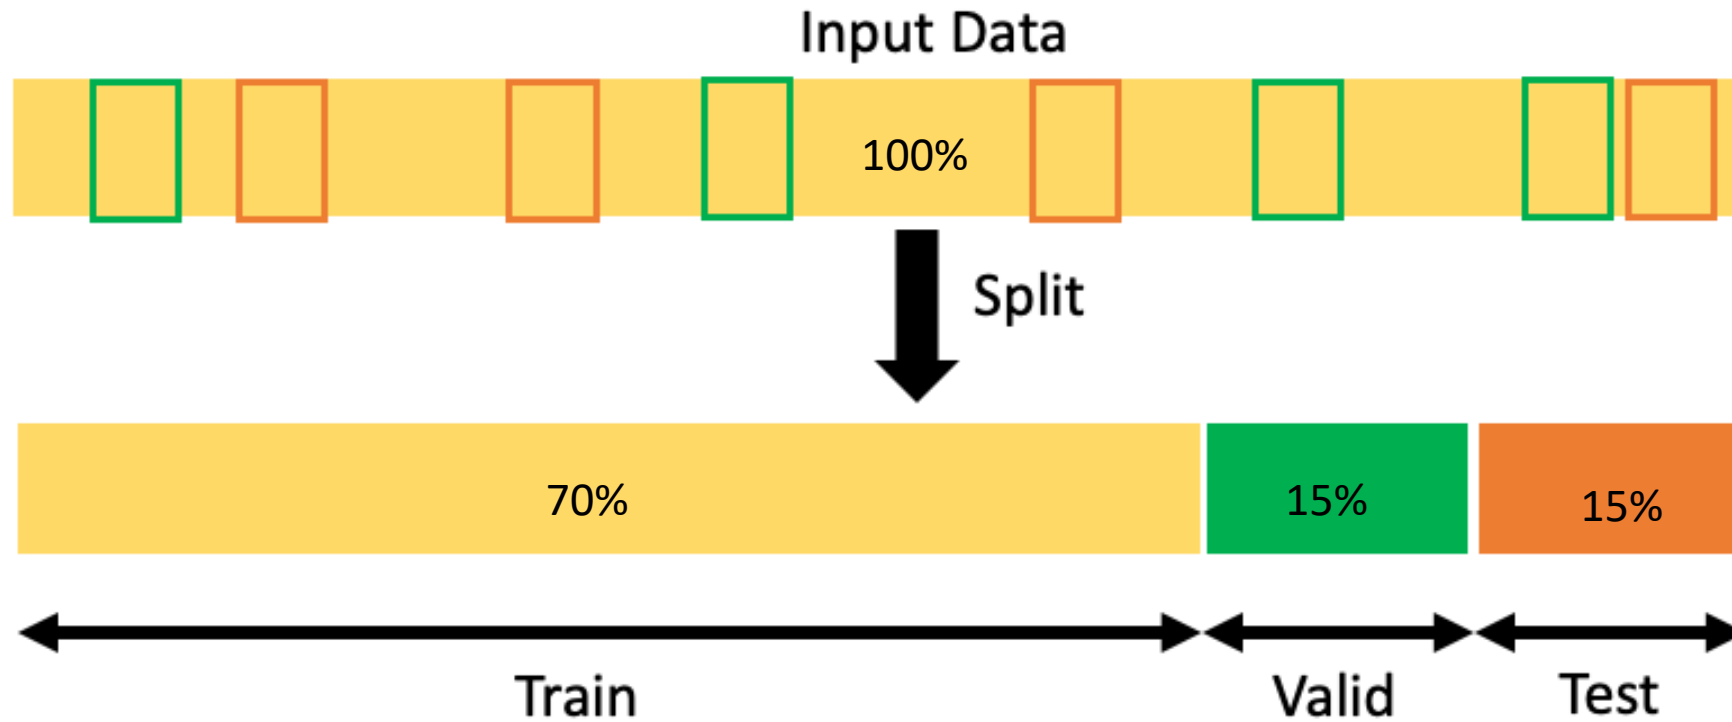 Input Data
100%
Split
70%
15%
15%
Train
Valid
Test